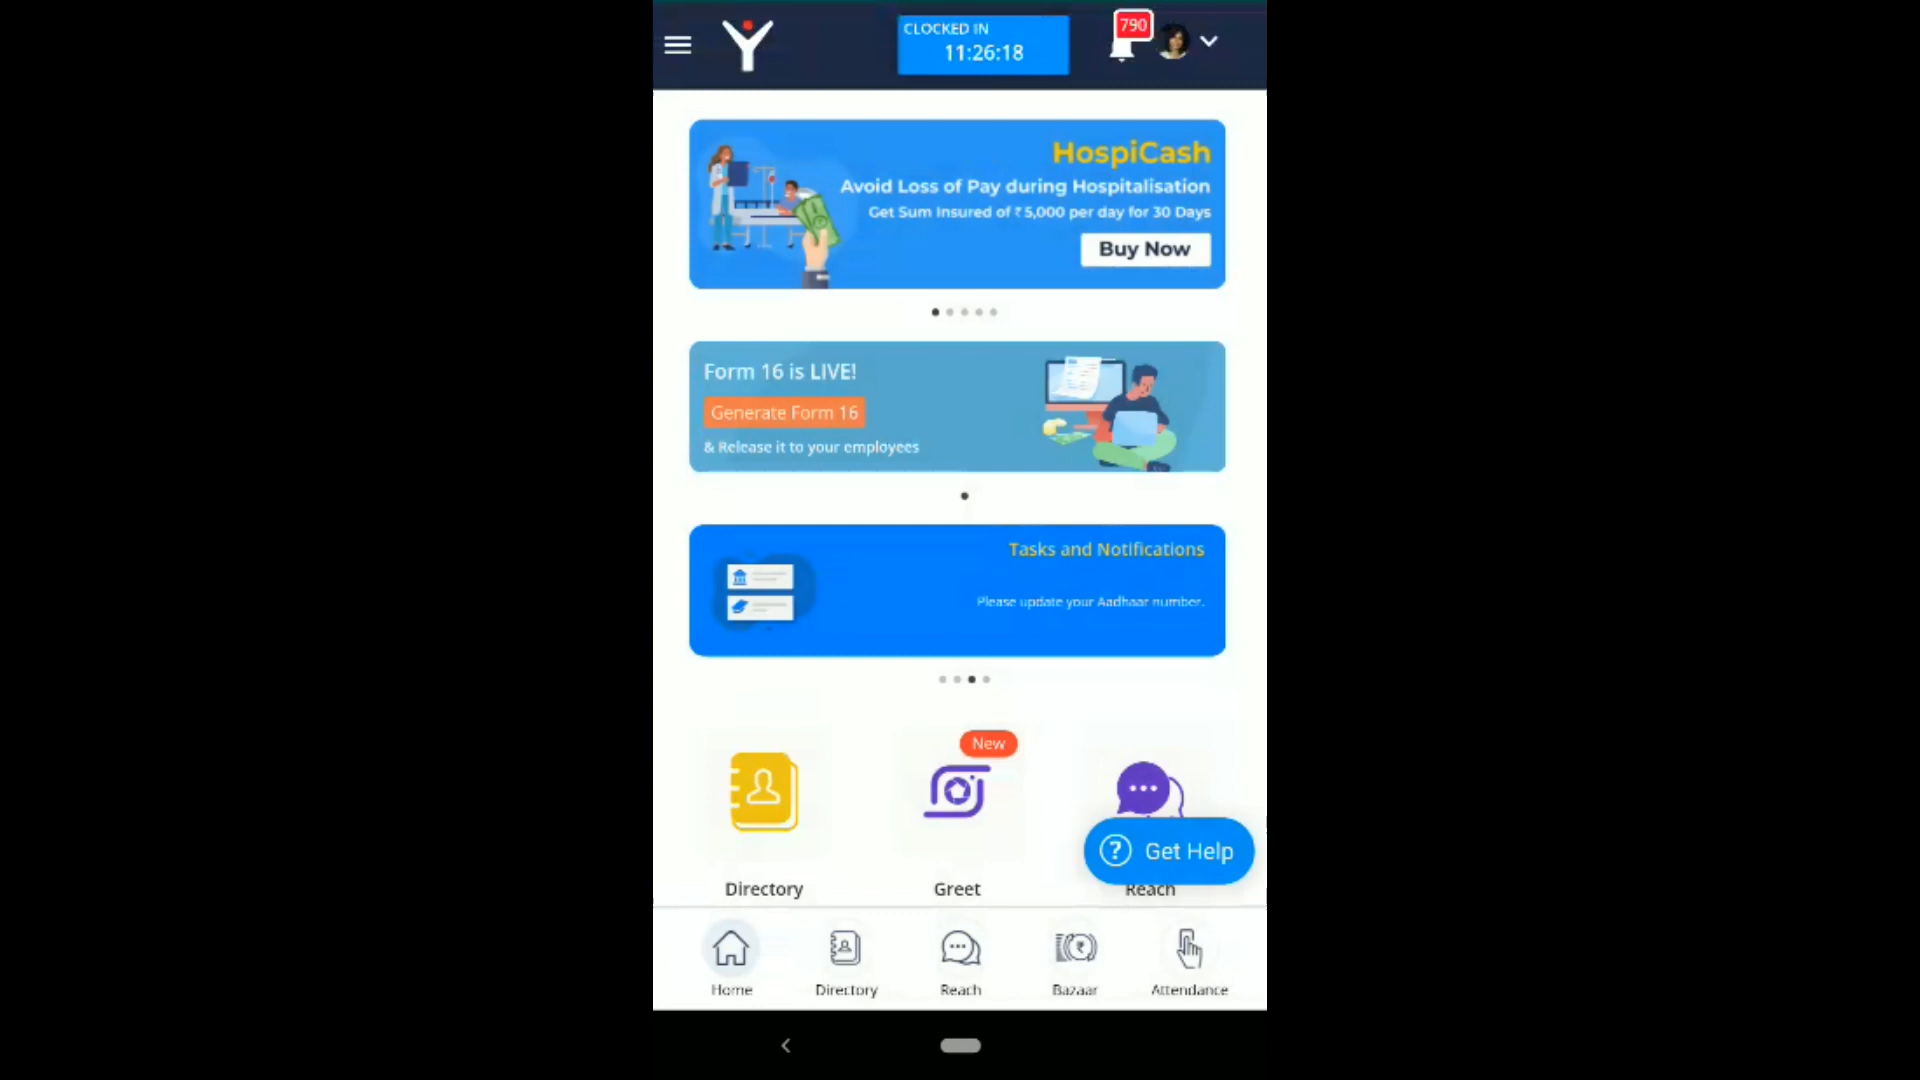 CLOCKED IN
11:26:18
790
HospiCash
Avoid Loss of Pay during Hospitalisation
Get Sum Insured of ₹5,000 per day for 30 Days
Buy Now
Form 16 is LIVE!
Generate Form 16
& Release it to your employees
Tasks and Notifications
Please update your Aadhaar number.
New
Directory
Greet
Reach
Get Help
Home
Directory
Reach
Bazaar
Attendance